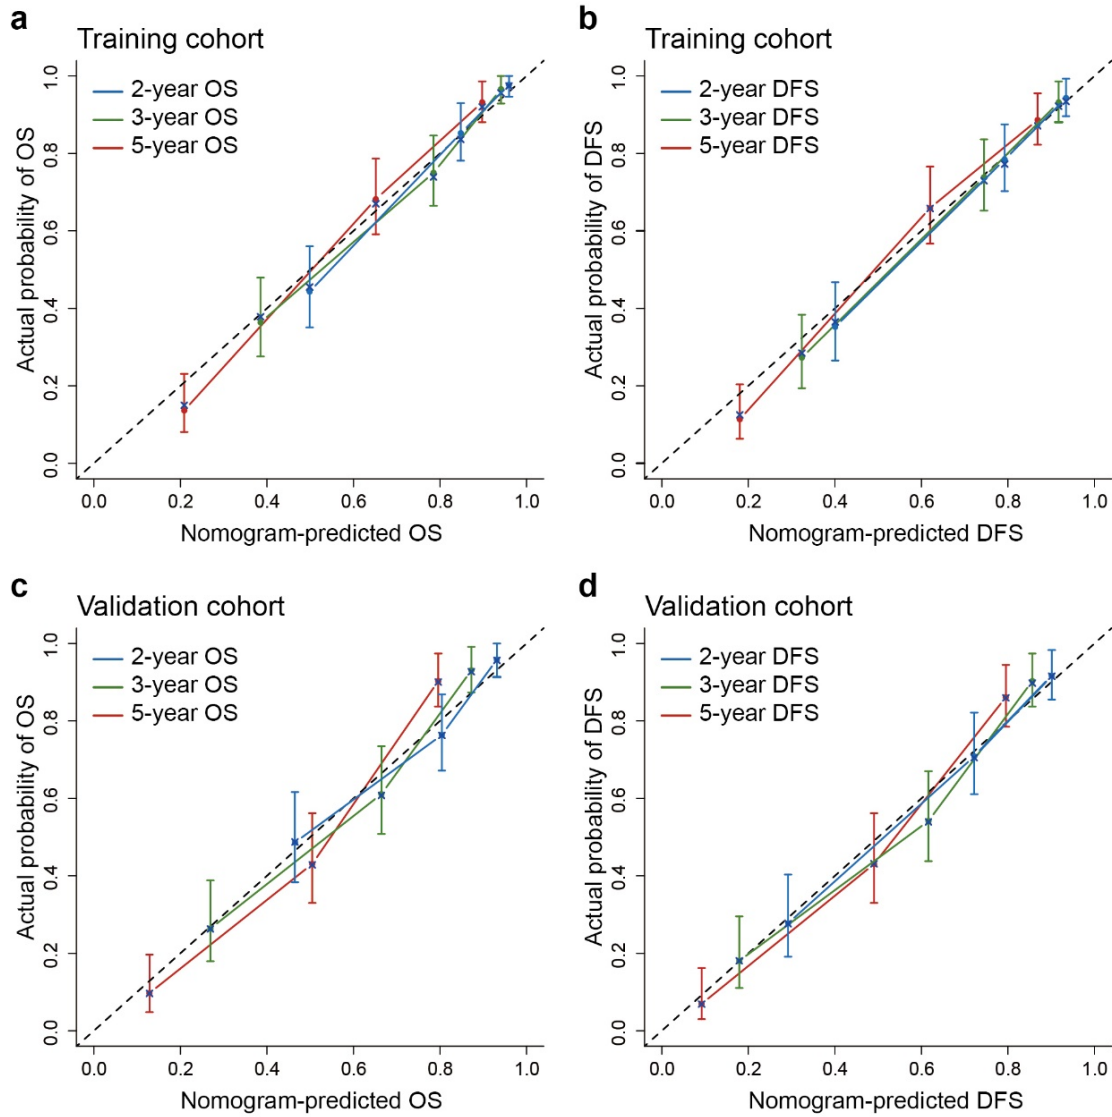 a
Training cohort
2-year OS
3-year OS
5-year OS
Actual probability of OS
1.0
0.8
0.6
0.4
0.2
0.0
0.0 0.2 0.4 0.6 0.8 1.0
Nomogram-predicted OS
b
Training cohort
2-year DFS
3-year DFS
5-year DFS
Actual probability of DFS
1.0
0.8
0.6
0.4
0.2
0.0
0.0 0.2 0.4 0.6 0.8 1.0
Nomogram-predicted DFS
c
Validation cohort
2-year OS
3-year OS
5-year OS
Actual probability of OS
1.0
0.8
0.6
0.4
0.2
0.0
0.0 0.2 0.4 0.6 0.8 1.0
Nomogram-predicted OS
d
Validation cohort
2-year DFS
3-year DFS
5-year DFS
Actual probability of DFS
1.0
0.8
0.6
0.4
0.2
0.0
0.0 0.2 0.4 0.6 0.8 1.0
Nomogram-predicted DFS